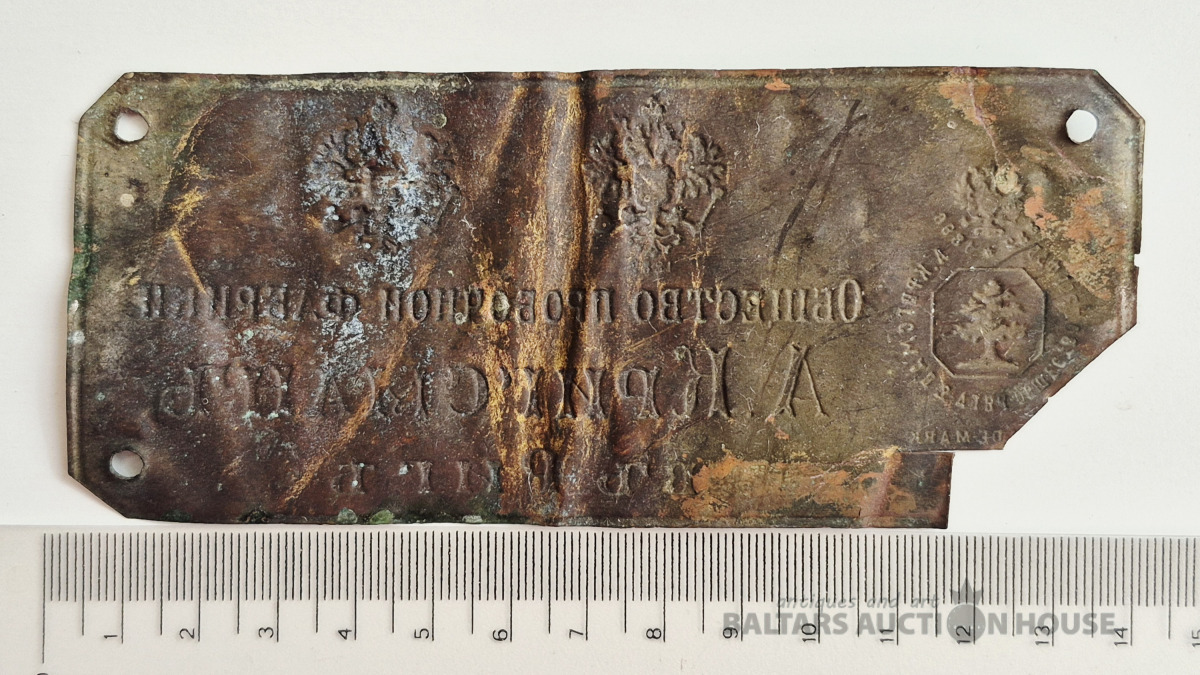 Общество пробочной фабрики
А. Кригсманъ
въ Ригѣ
DEMARK
1 2 3 4 5 6 7 8 9 10 11 12 13 14 15
antiques and art
BALTARS AUCTION HOUSE